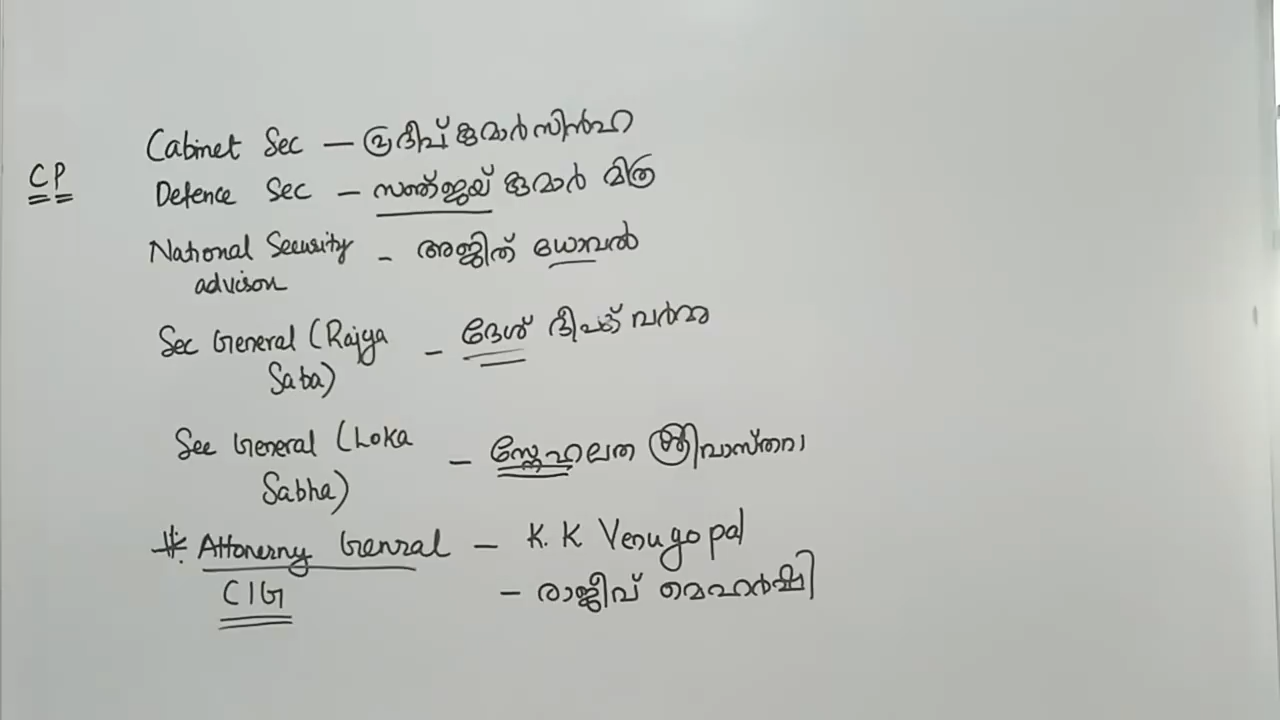 Cabinet Sec – പ്രദീപ് കുമാർ സിൻഹ
CP
Defence Sec – സഞ്ജയ് കുമാർ മിത്ര
National Security - അജിത് ധോവൽ
advison
Sec General (Rajya – ദേശ് ദീപക് വർമ്മ
Saba)
Sec General (Loka – സ്നേഹലത ശ്രീവാസ്തവ
Sabha)
* Attonerny Genral – K. K Venugopal
CIG – രാജീവ് മെഹർഷി